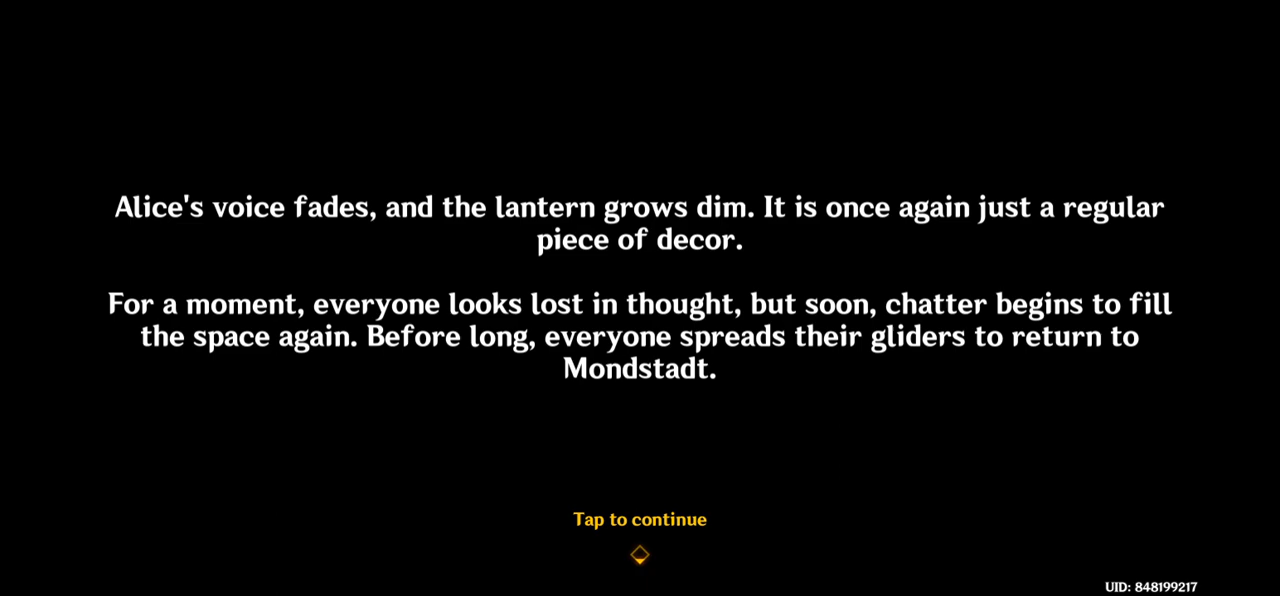 Alice's voice fades, and the lantern grows dim. It is once again just a regular
piece of decor.
For a moment, everyone looks lost in thought, but soon, chatter begins to fill
the space again. Before long, everyone spreads their gliders to return to
Mondstadt.
Tap to continue
UID: 848199217